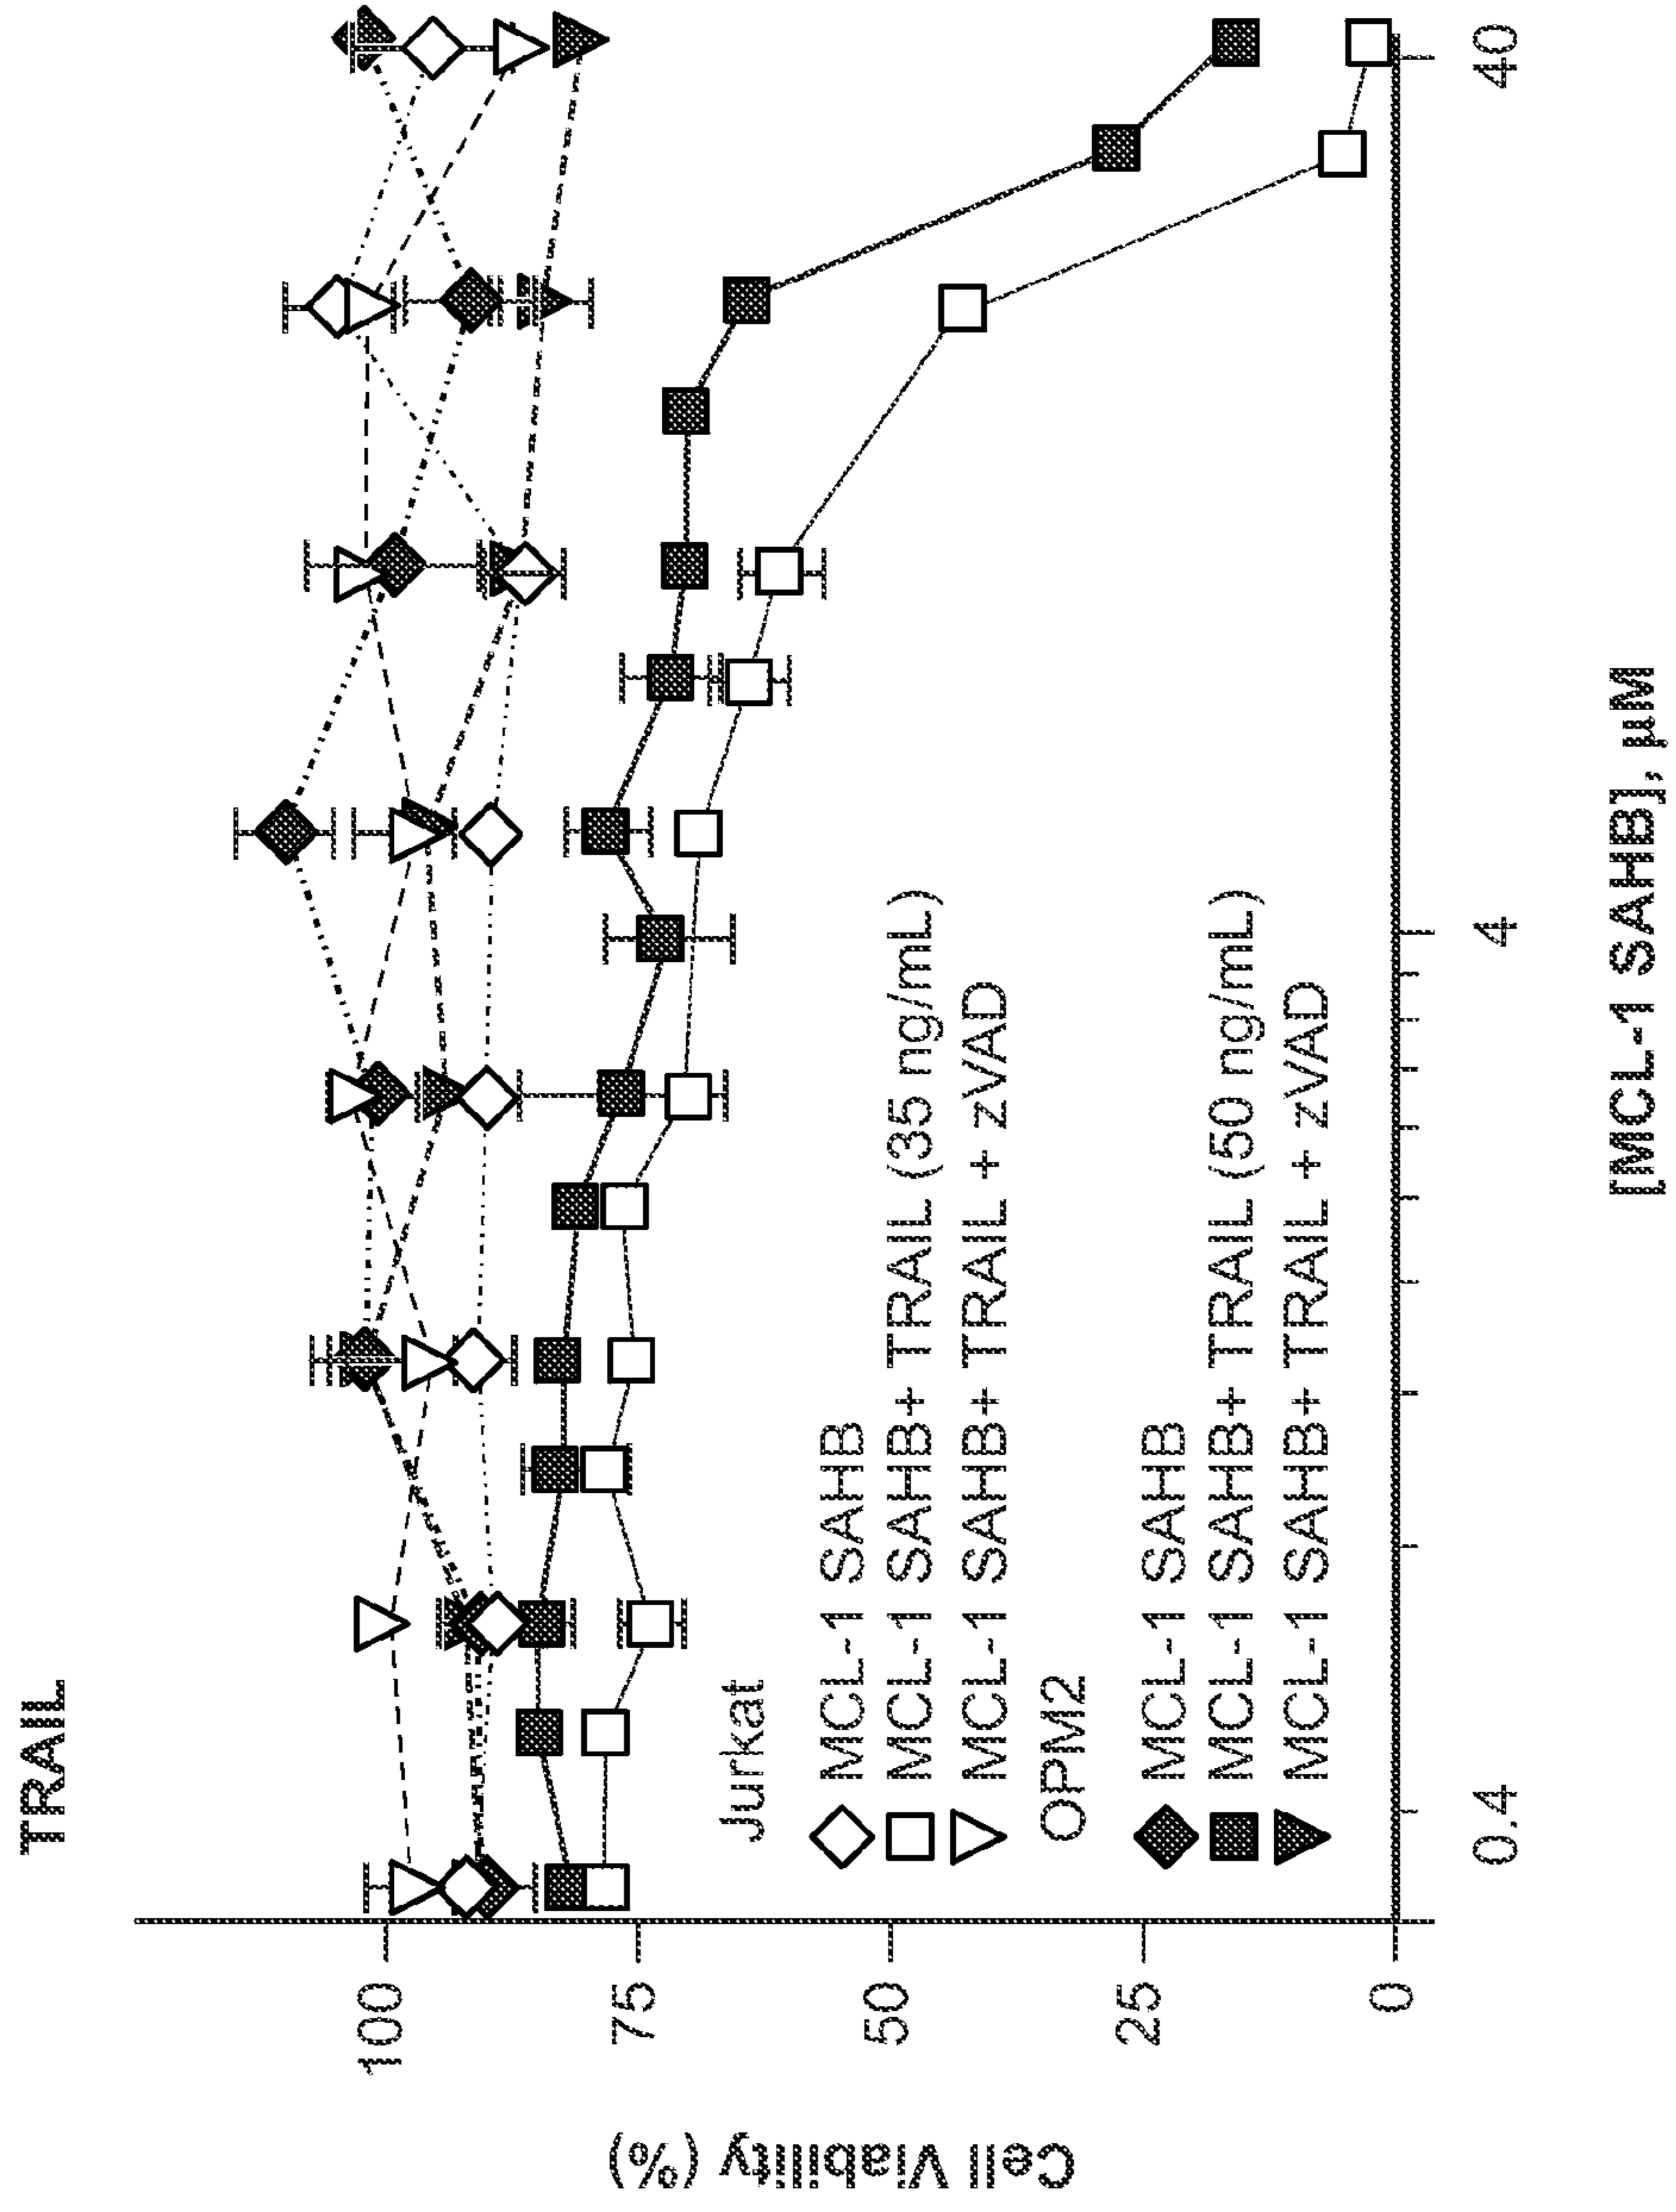 TRAIL
Cell Viability (%)
100
75
50
25
0
Jurkat
MCL-1 SAHB
MCL-1 SAHB+ TRAIL (35 ng/mL)
MCL-1 SAHB+ TRAIL + zVAD
OPM2
MCL-1 SAHB
MCL-1 SAHB+ TRAIL (50 ng/mL)
MCL-1 SAHB+ TRAIL + zVAD
0.4
4
40
[MCL-1 SAHB], µM